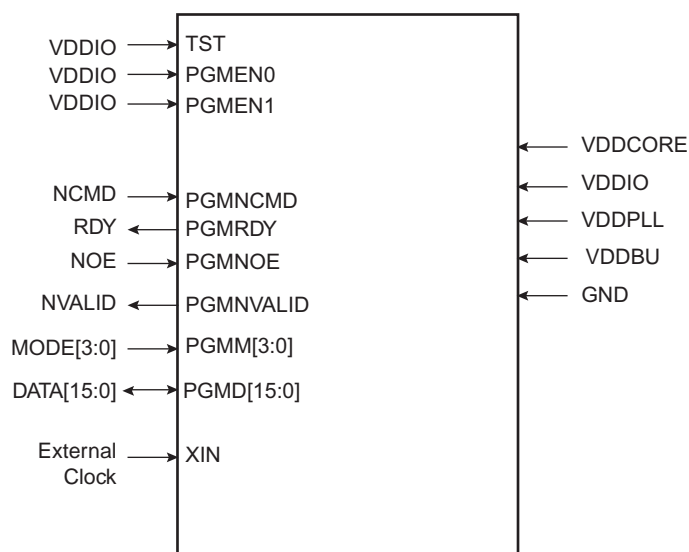 VDDIO TST
VDDIO PGMEN0
VDDIO PGMEN1
VDDCORE
VDDIO
NCMD PGMNCMD
VDDPLL
RDY PGMRDY
VDDBU
NOE PGMNOE
GND
NVALID PGMNVALID
MODE[3:0] PGMM[3:0]
DATA[15:0] PGMD[15:0]
External
Clock
XIN